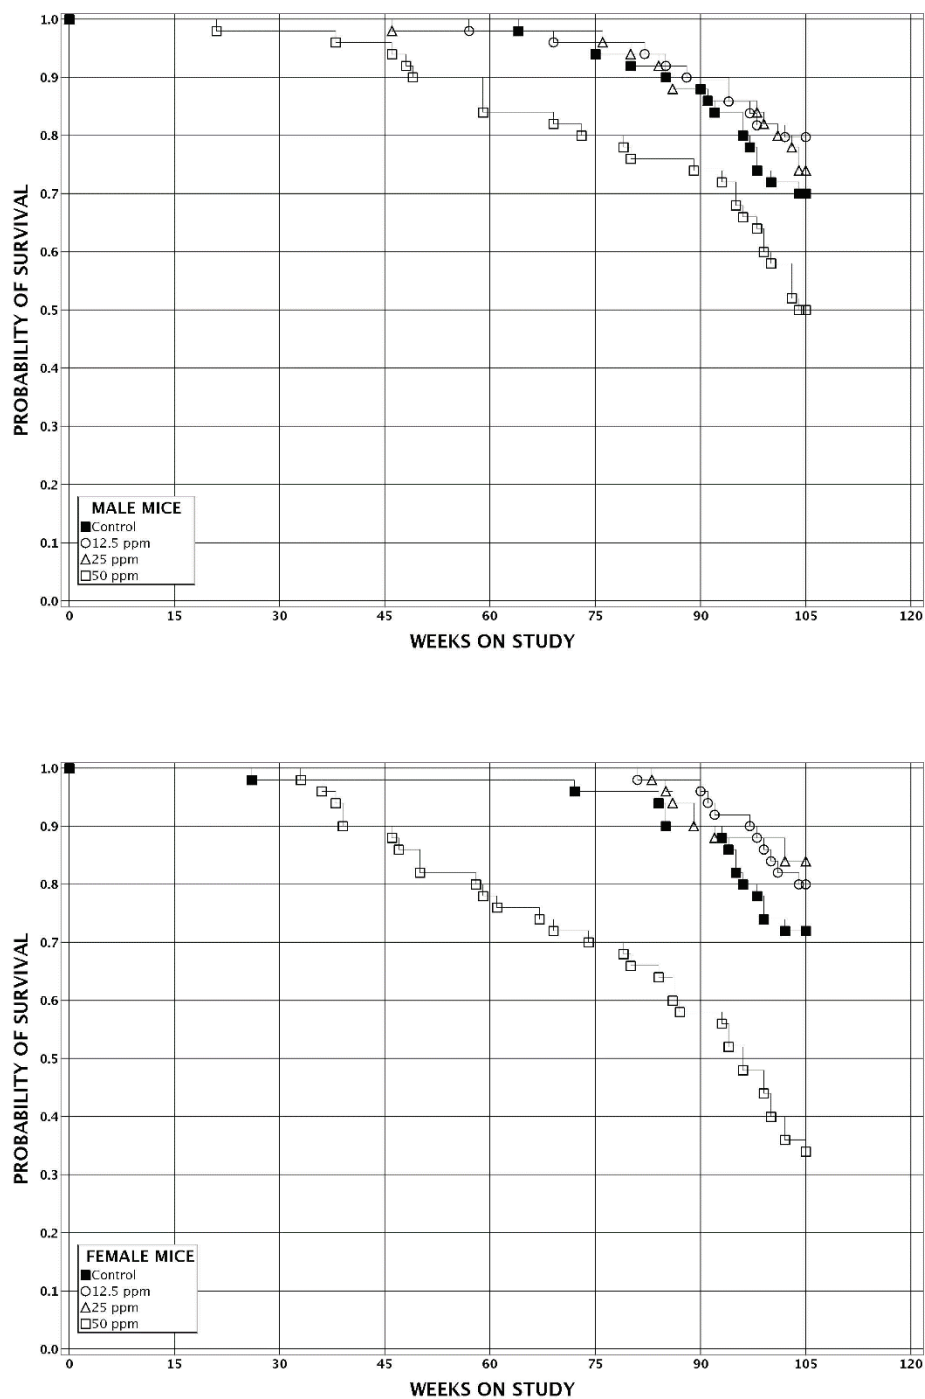 PROBABILITY OF SURVIVAL
1.0
0.9
0.8
0.7
0.6
0.5
0.4
0.3
0.2
0.1
0.0
MALE MICE
Control
12.5 ppm
25 ppm
50 ppm
0 15 30 45 60 75 90 105 120
WEEKS ON STUDY
PROBABILITY OF SURVIVAL
1.0
0.9
0.8
0.7
0.6
0.5
0.4
0.3
0.2
0.1
0.0
FEMALE MICE
Control
12.5 ppm
25 ppm
50 ppm
0 15 30 45 60 75 90 105 120
WEEKS ON STUDY